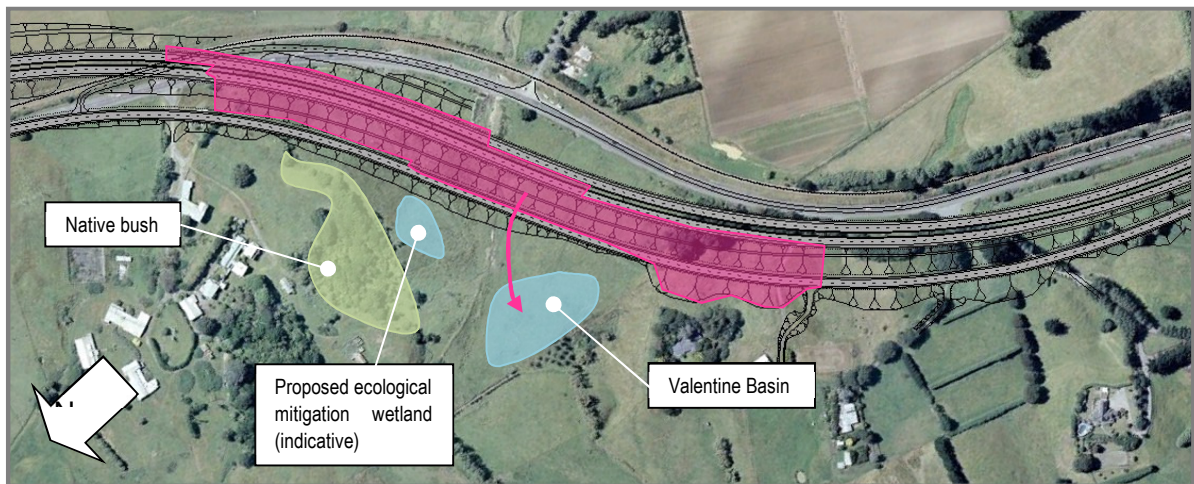 Native bush
Proposed ecological
mitigation wetland
(indicative)
Valentine Basin